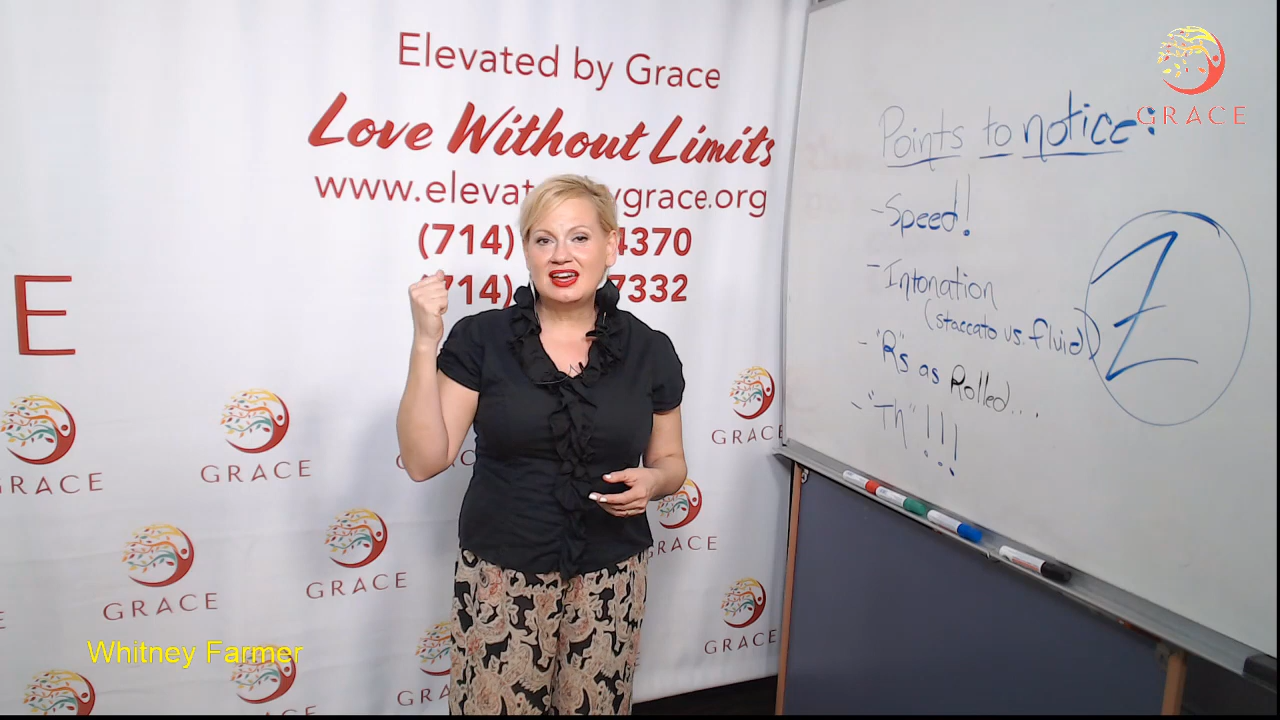 Elevated by Grace
Love Without Limits
www.elevat ygrace.org
(714) 4370
(714) 7332
E
GRACE
GRACE
GRACE
GRACE
GRACE
GRACE
GRACE
GRACE
Points to notice:
-Speed!
-Intonation
(staccato vs. fluid)
-"R"s as Rolled...
-"Th"!!!
Z
GRACE
Whitney Farmer